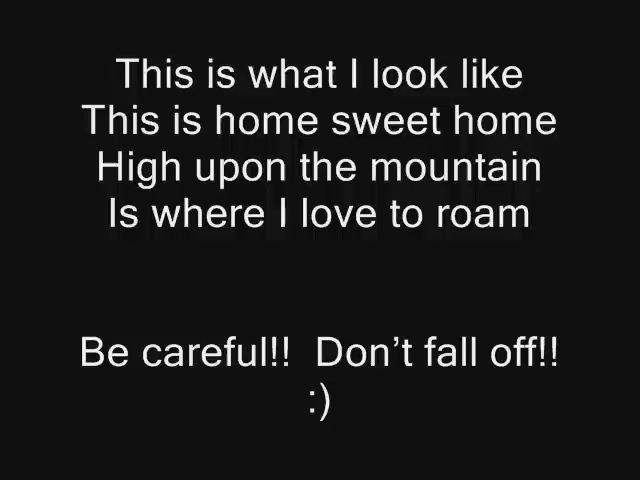 This is what I look like
This is home sweet home
High upon the mountain
Is where I love to roam
Be careful!!  Don’t fall off!!
:)